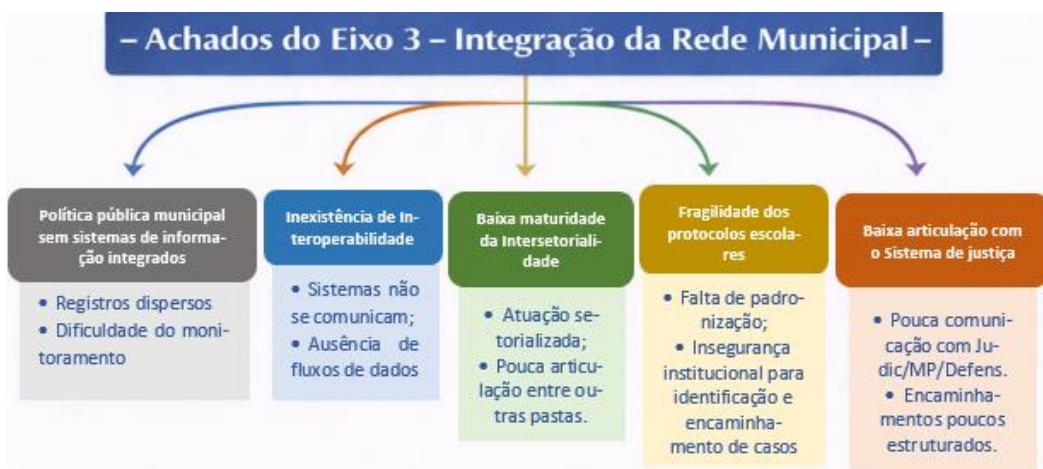 – Achados do Eixo 3 – Integração da Rede Municipal –
Política pública municipal
sem sistemas de informa-
ção integrados
• Registros dispersos
• Dificuldade do moni-
toramento
Inexistência de In-
teroperabilidade
• Sistemas não
se comunicam;
• Ausência de
fluxos de dados
Baixa maturidade
da Intersetoriali-
dade
• Atuação se-
torializada;
• Pouca articu-
lação entre ou-
tras pastas.
Fragilidade dos
protocolos escola-
res
• Falta de padro-
nização;
• Insegurança
institucional para
identificação e
encaminha-
mento de casos
Baixa articulação com
o Sistema de justiça
• Pouca comuni-
cação com Ju-
dic/MP/Defens.
• Encaminha-
mentos poucos
estruturados.